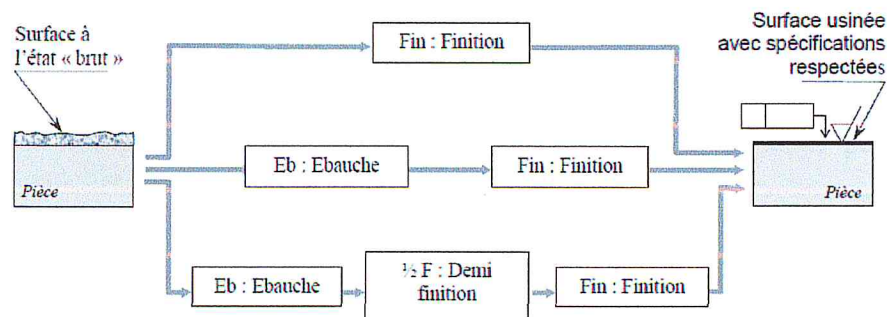 Surface à
l'état « brut »
Pièce
Fin : Finition
Eb : Ebauche
Fin : Finition
Eb : Ebauche
½ F : Demi
finition
Fin : Finition
Surface usinée
avec spécifications
respectées
Pièce